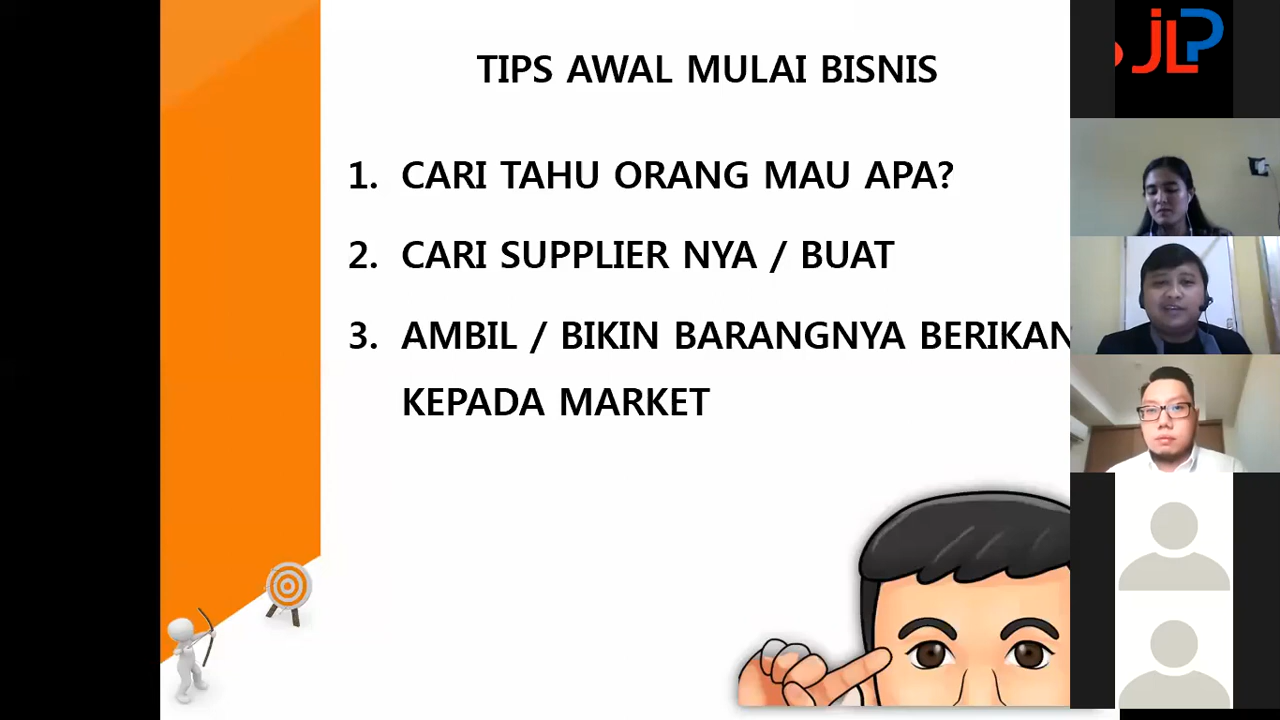 TIPS AWAL MULAI BISNIS
1. CARI TAHU ORANG MAU APA?
2. CARI SUPPLIER NYA / BUAT
3. AMBIL / BIKIN BARANGNYA BERIKAN
KEPADA MARKET
JLP